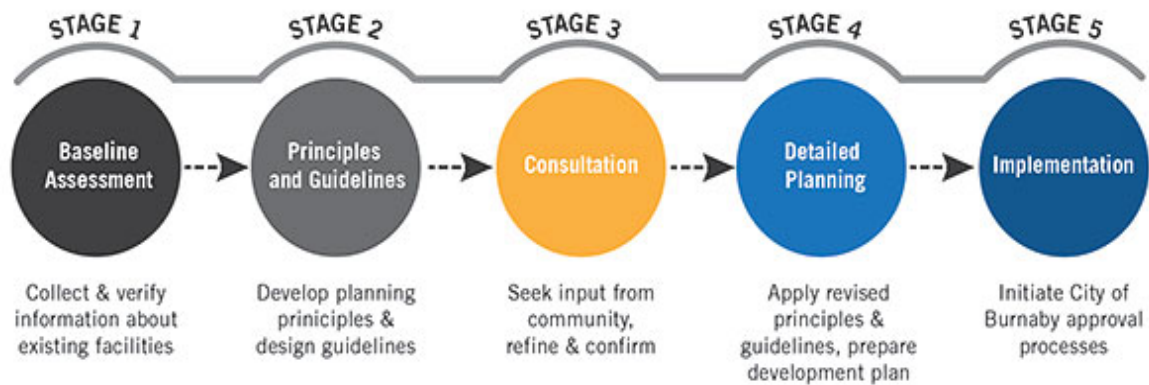 STAGE 1
STAGE 2
STAGE 3
STAGE 4
STAGE 5
Baseline
Assessment
Principles
and Guidelines
Consultation
Detailed
Planning
Implementation
Collect & verify
information about
existing facilities
Develop planning
priniciples &
design guidelines
Seek input from
community,
refine & confirm
Apply revised
principles &
guidelines, prepare
development plan
Initiate City of
Burnaby approval
processes